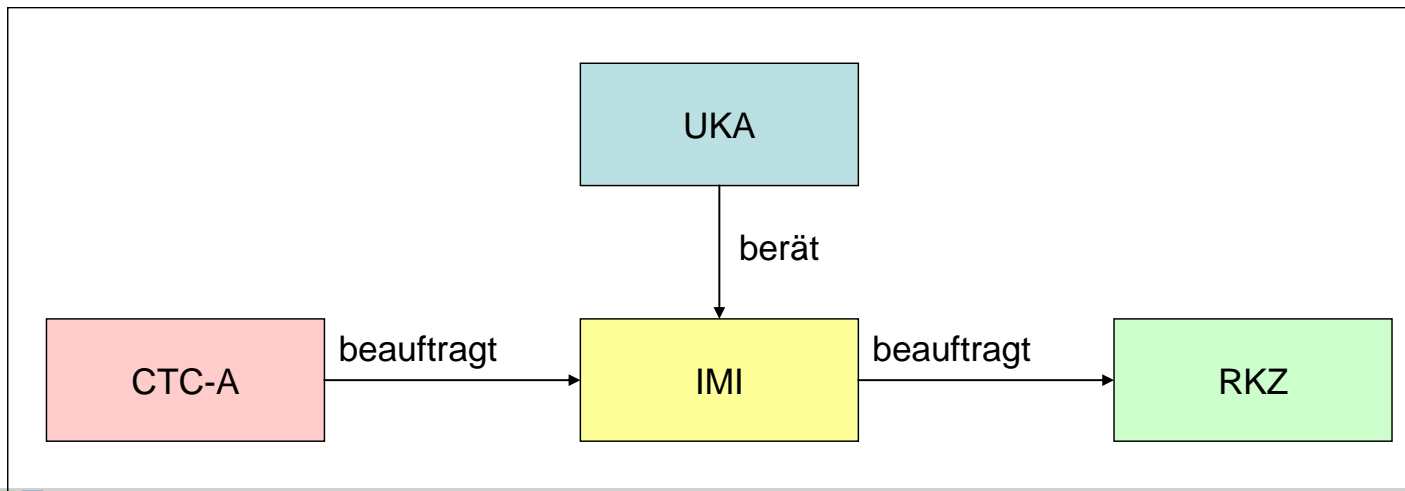 UKA
berät
beauftragt
beauftragt
CTC-A
IMI
RKZ